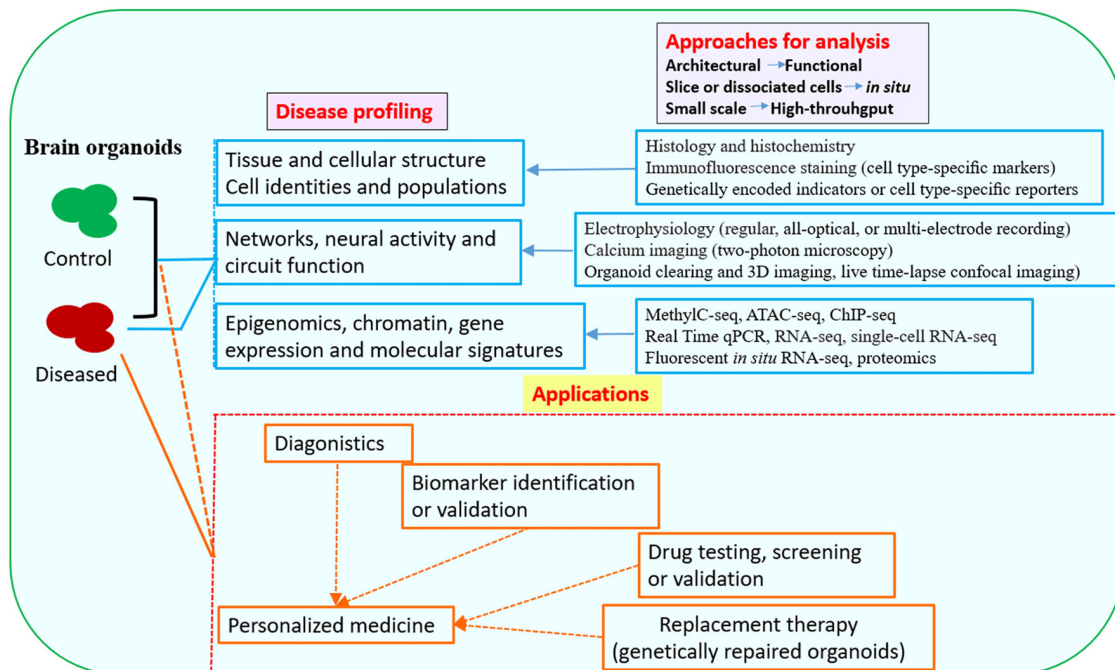 Approaches for analysis
Architectural → Functional
Slice or dissociated cells → in situ
Small scale → High-throuhgput
Disease profiling
Brain organoids
Control
Diseased
Tissue and cellular structure
Cell identities and populations
Histology and histochemistry
Immunofluorescence staining (cell type-specific markers)
Genetically encoded indicators or cell type-specific reporters
Networks, neural activity and
circuit function
Electrophysiology (regular, all-optical, or multi-electrode recording)
Calcium imaging (two-photon microscopy)
Organoid clearing and 3D imaging, live time-lapse confocal imaging)
Epigenomics, chromatin, gene
expression and molecular signatures
MethylC-seq, ATAC-seq, ChIP-seq
Real Time qPCR, RNA-seq, single-cell RNA-seq
Fluorescent in situ RNA-seq, proteomics
Applications
Diagonistics
Biomarker identification
or validation
Drug testing, screening
or validation
Personalized medicine
Replacement therapy
(genetically repaired organoids)